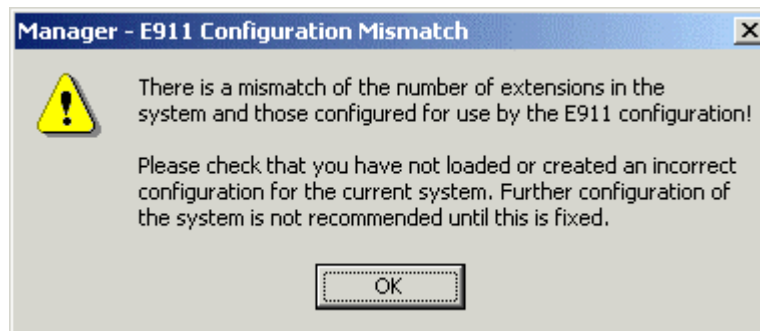 Manager - E911 Configuration Mismatch
There is a mismatch of the number of extensions in the
system and those configured for use by the E911 configuration!
Please check that you have not loaded or created an incorrect
configuration for the current system. Further configuration of
the system is not recommended until this is fixed.
OK